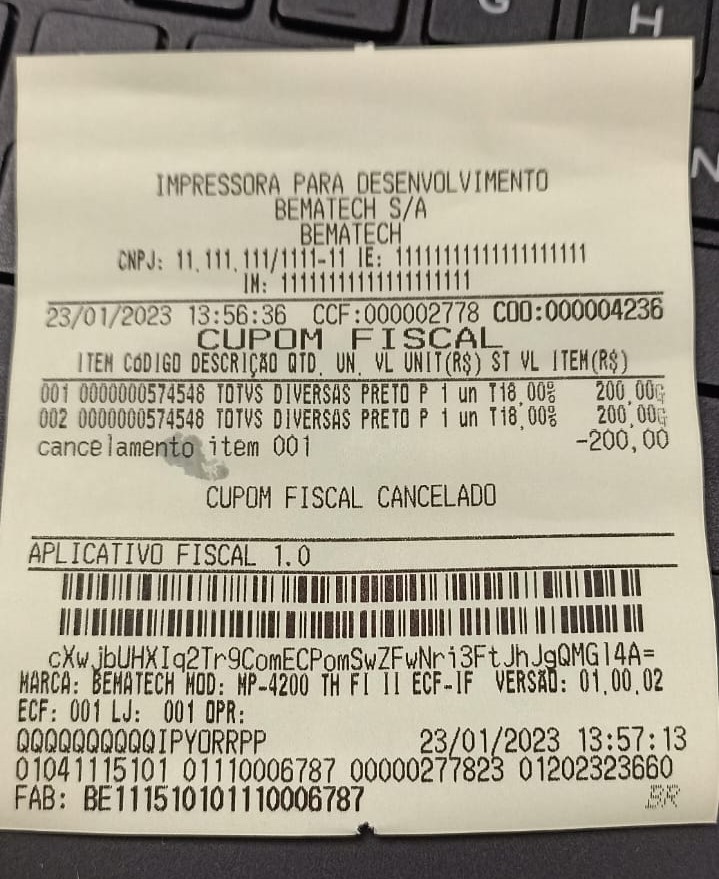 IMPRESSORA PARA DESENVOLVIMENTO
BEMATECH S/A
BEMATECH
CNPJ: 11.111.111/1111-11 IE: 11111111111111111111
IM: 11111111111111111111
23/01/2023 13:56:36 CCF:000002778 COO:000004236
CUPOM FISCAL
ITEM CÓDIGO DESCRIÇÃO QTD. UN. VL UNIT(R$) ST VL ITEM(R$)
001 0000000574548 TOTVS DIVERSAS PRETO P 1 un T18,00% 200,00G
002 0000000574548 TOTVS DIVERSAS PRETO P 1 un T18,00% 200,00G
cancelamento item 001 -200,00
CUPOM FISCAL CANCELADO
APLICATIVO FISCAL 1.0
cXwjbUHXIq2Tr9ComECPomSwZFwNri3FtJhJgQMGl4A=
MARCA: BEMATECH MOD: MP-4200 TH FI II ECF-IF VERSÃO: 01.00.02
ECF: 001 LJ: 001 OPR:
QQQQQQQQQQIPYORRPP 23/01/2023 13:57:13
01041115101 01110006787 00000277823 01202323660
FAB: BE111510101110006787 BR
G
H
N